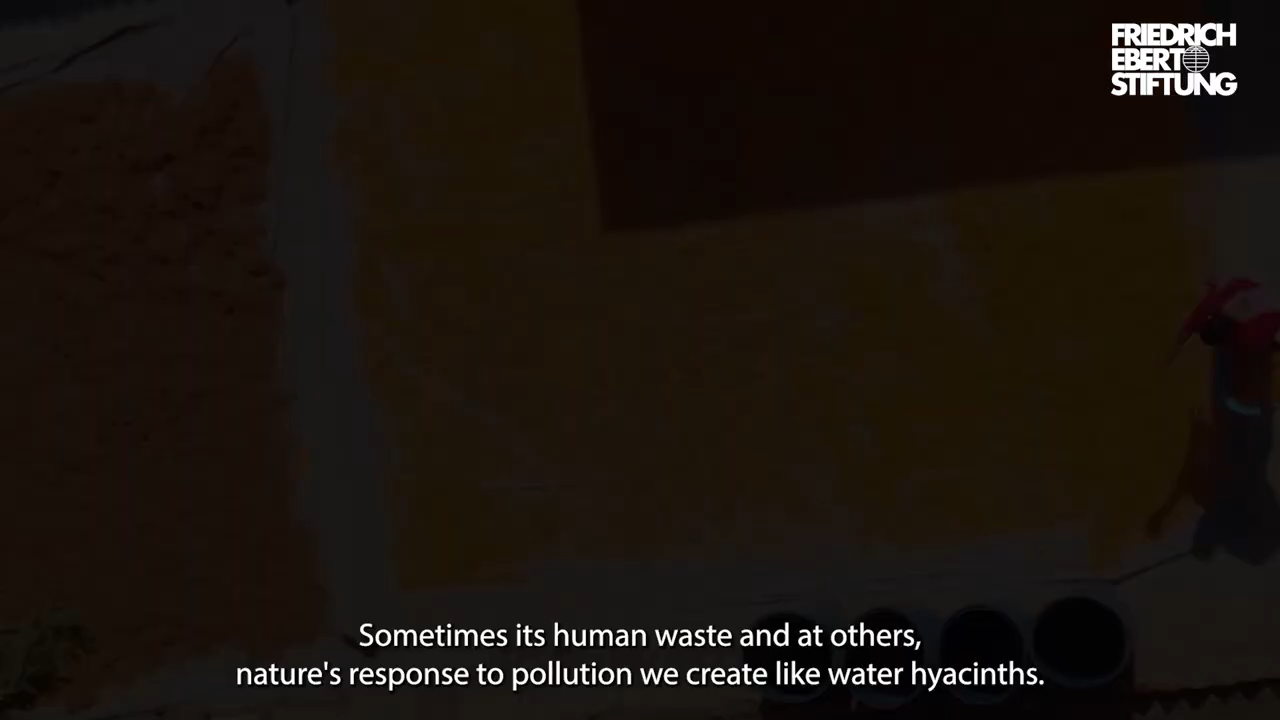 FRIEDRICH
EBERT
STIFTUNG
Sometimes its human waste and at others,
nature's response to pollution we create like water hyacinths.